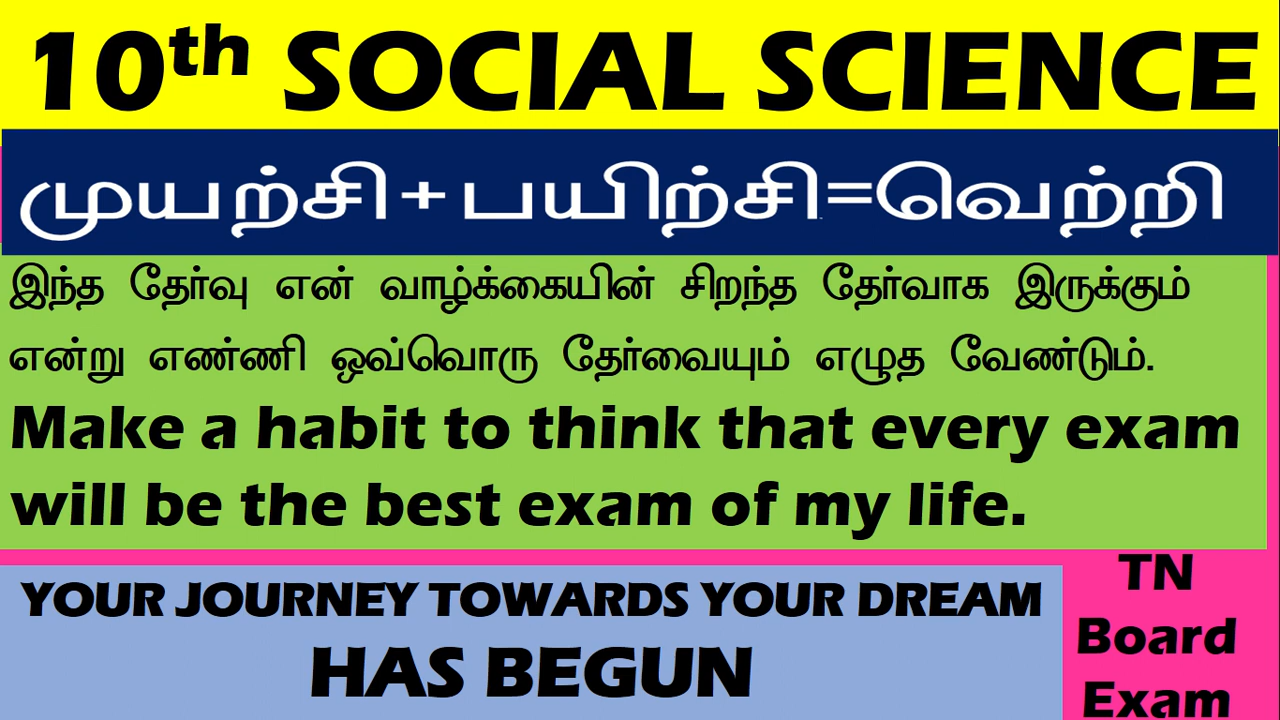 10th SOCIAL SCIENCE
முயற்சி+பயிற்சி=வெற்றி
இந்த தேர்வு என் வாழ்க்கையின் சிறந்த தேர்வாக இருக்கும்
என்று எண்ணி ஒவ்வொரு தேர்வையும் எழுத வேண்டும்.
Make a habit to think that every exam
will be the best exam of my life.
YOUR JOURNEY TOWARDS YOUR DREAM
HAS BEGUN
TN
Board
Exam